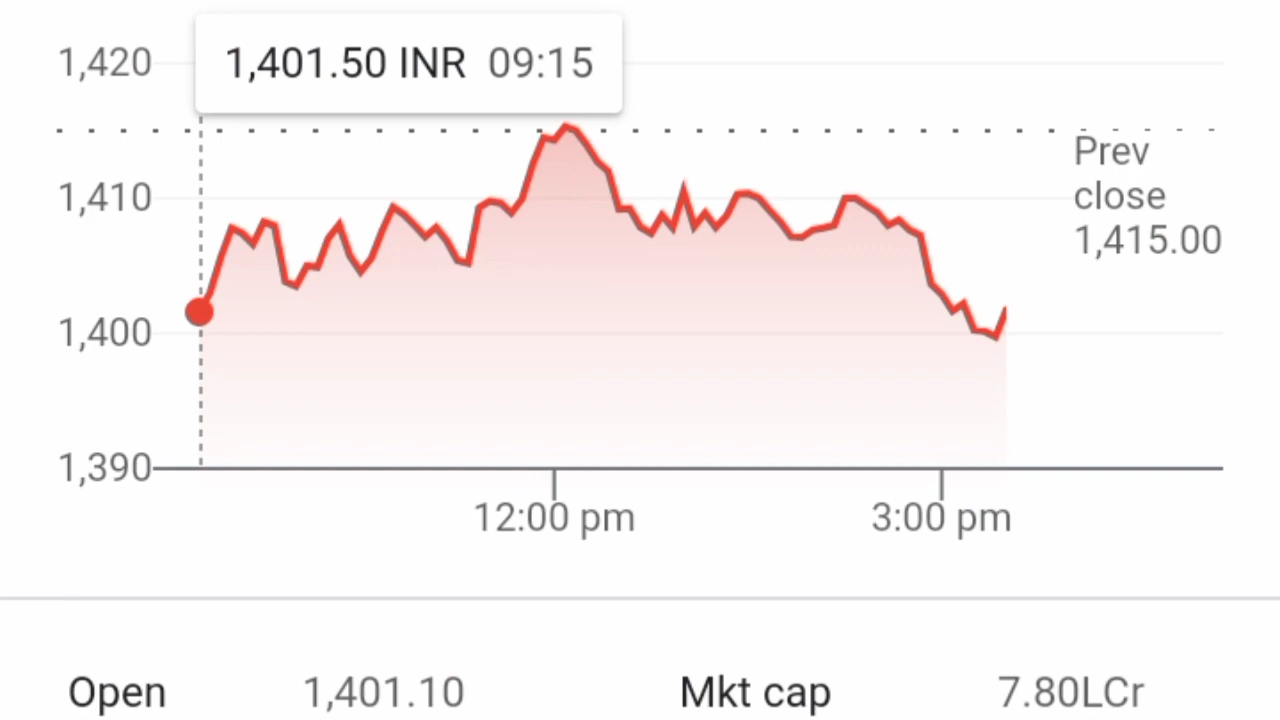 1,401.50 INR 09:15
1,420
1,410
1,400
1,390
Prev
close
1,415.00
12:00 pm
3:00 pm
Open 1,401.10 Mkt cap 7.80LCr